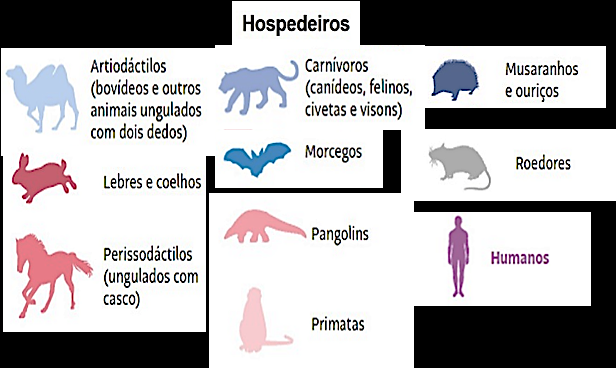 Hospedeiros
Artiodáctilos
(bovídeos e outros
animais ungulados
com dois dedos)
Lebres e coelhos
Perissodáctilos
(ungulados com
casco)
Carnívoros
(canídeos, felinos,
civetas e visons)
Morcegos
Pangolins
Primatas
Musaranhos
e ouriços
Roedores
Humanos